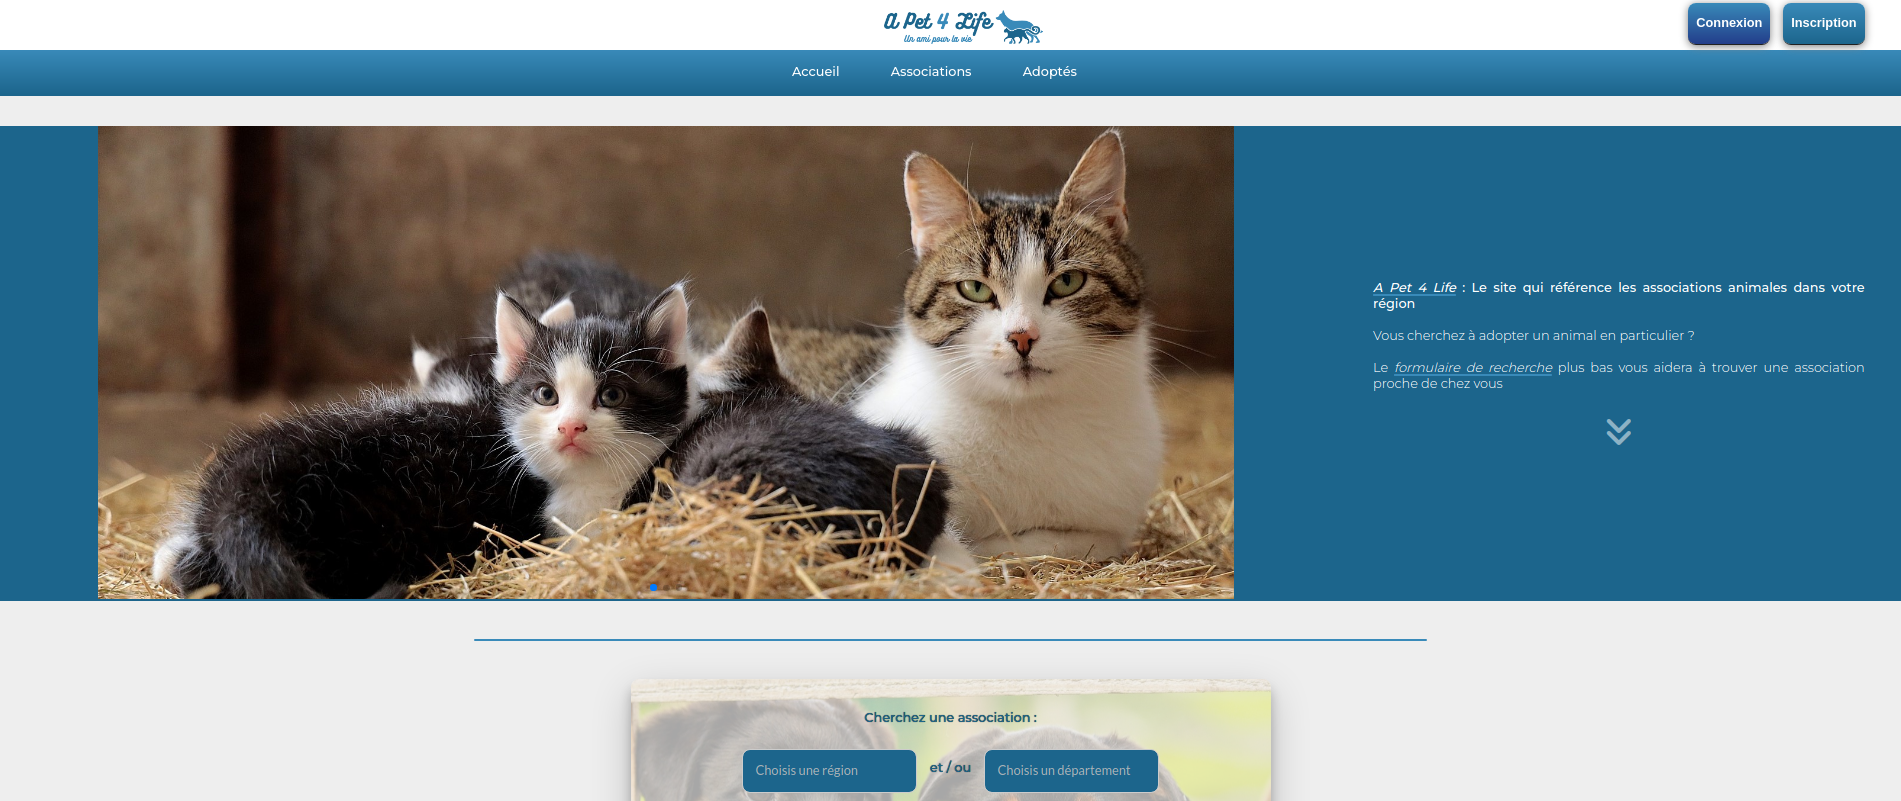 A Pet 4 Life
Un ami pour la vie
Connexion
Inscription
Accueil
Associations
Adoptés
A Pet 4 Life : Le site qui référence les associations animales dans votre
région
Vous cherchez à adopter un animal en particulier ?
Le formulaire de recherche plus bas vous aidera à trouver une association
proche de chez vous
Cherchez une association :
Choisis une région
et / ou
Choisis un département